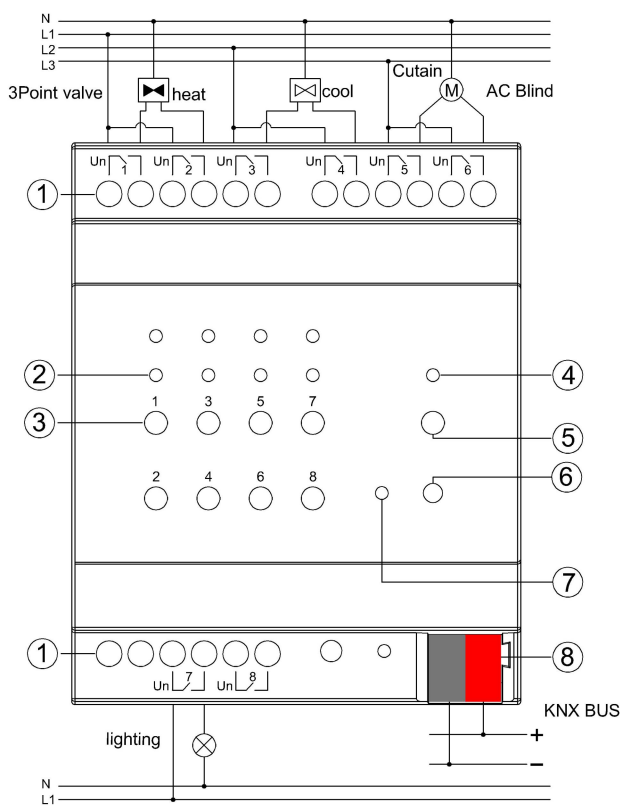 N
L1
L2
L3
3Point valve
heat
cool
Cutain
M
AC Blind
Un 1 Un 2 Un 3 Un 4 Un 5 Un 6
1
2
4
1 3 5 7
3
5
2 4 6 8
6
7
1
8
Un 7 Un 8
KNX BUS
lighting
+
−
N
L1